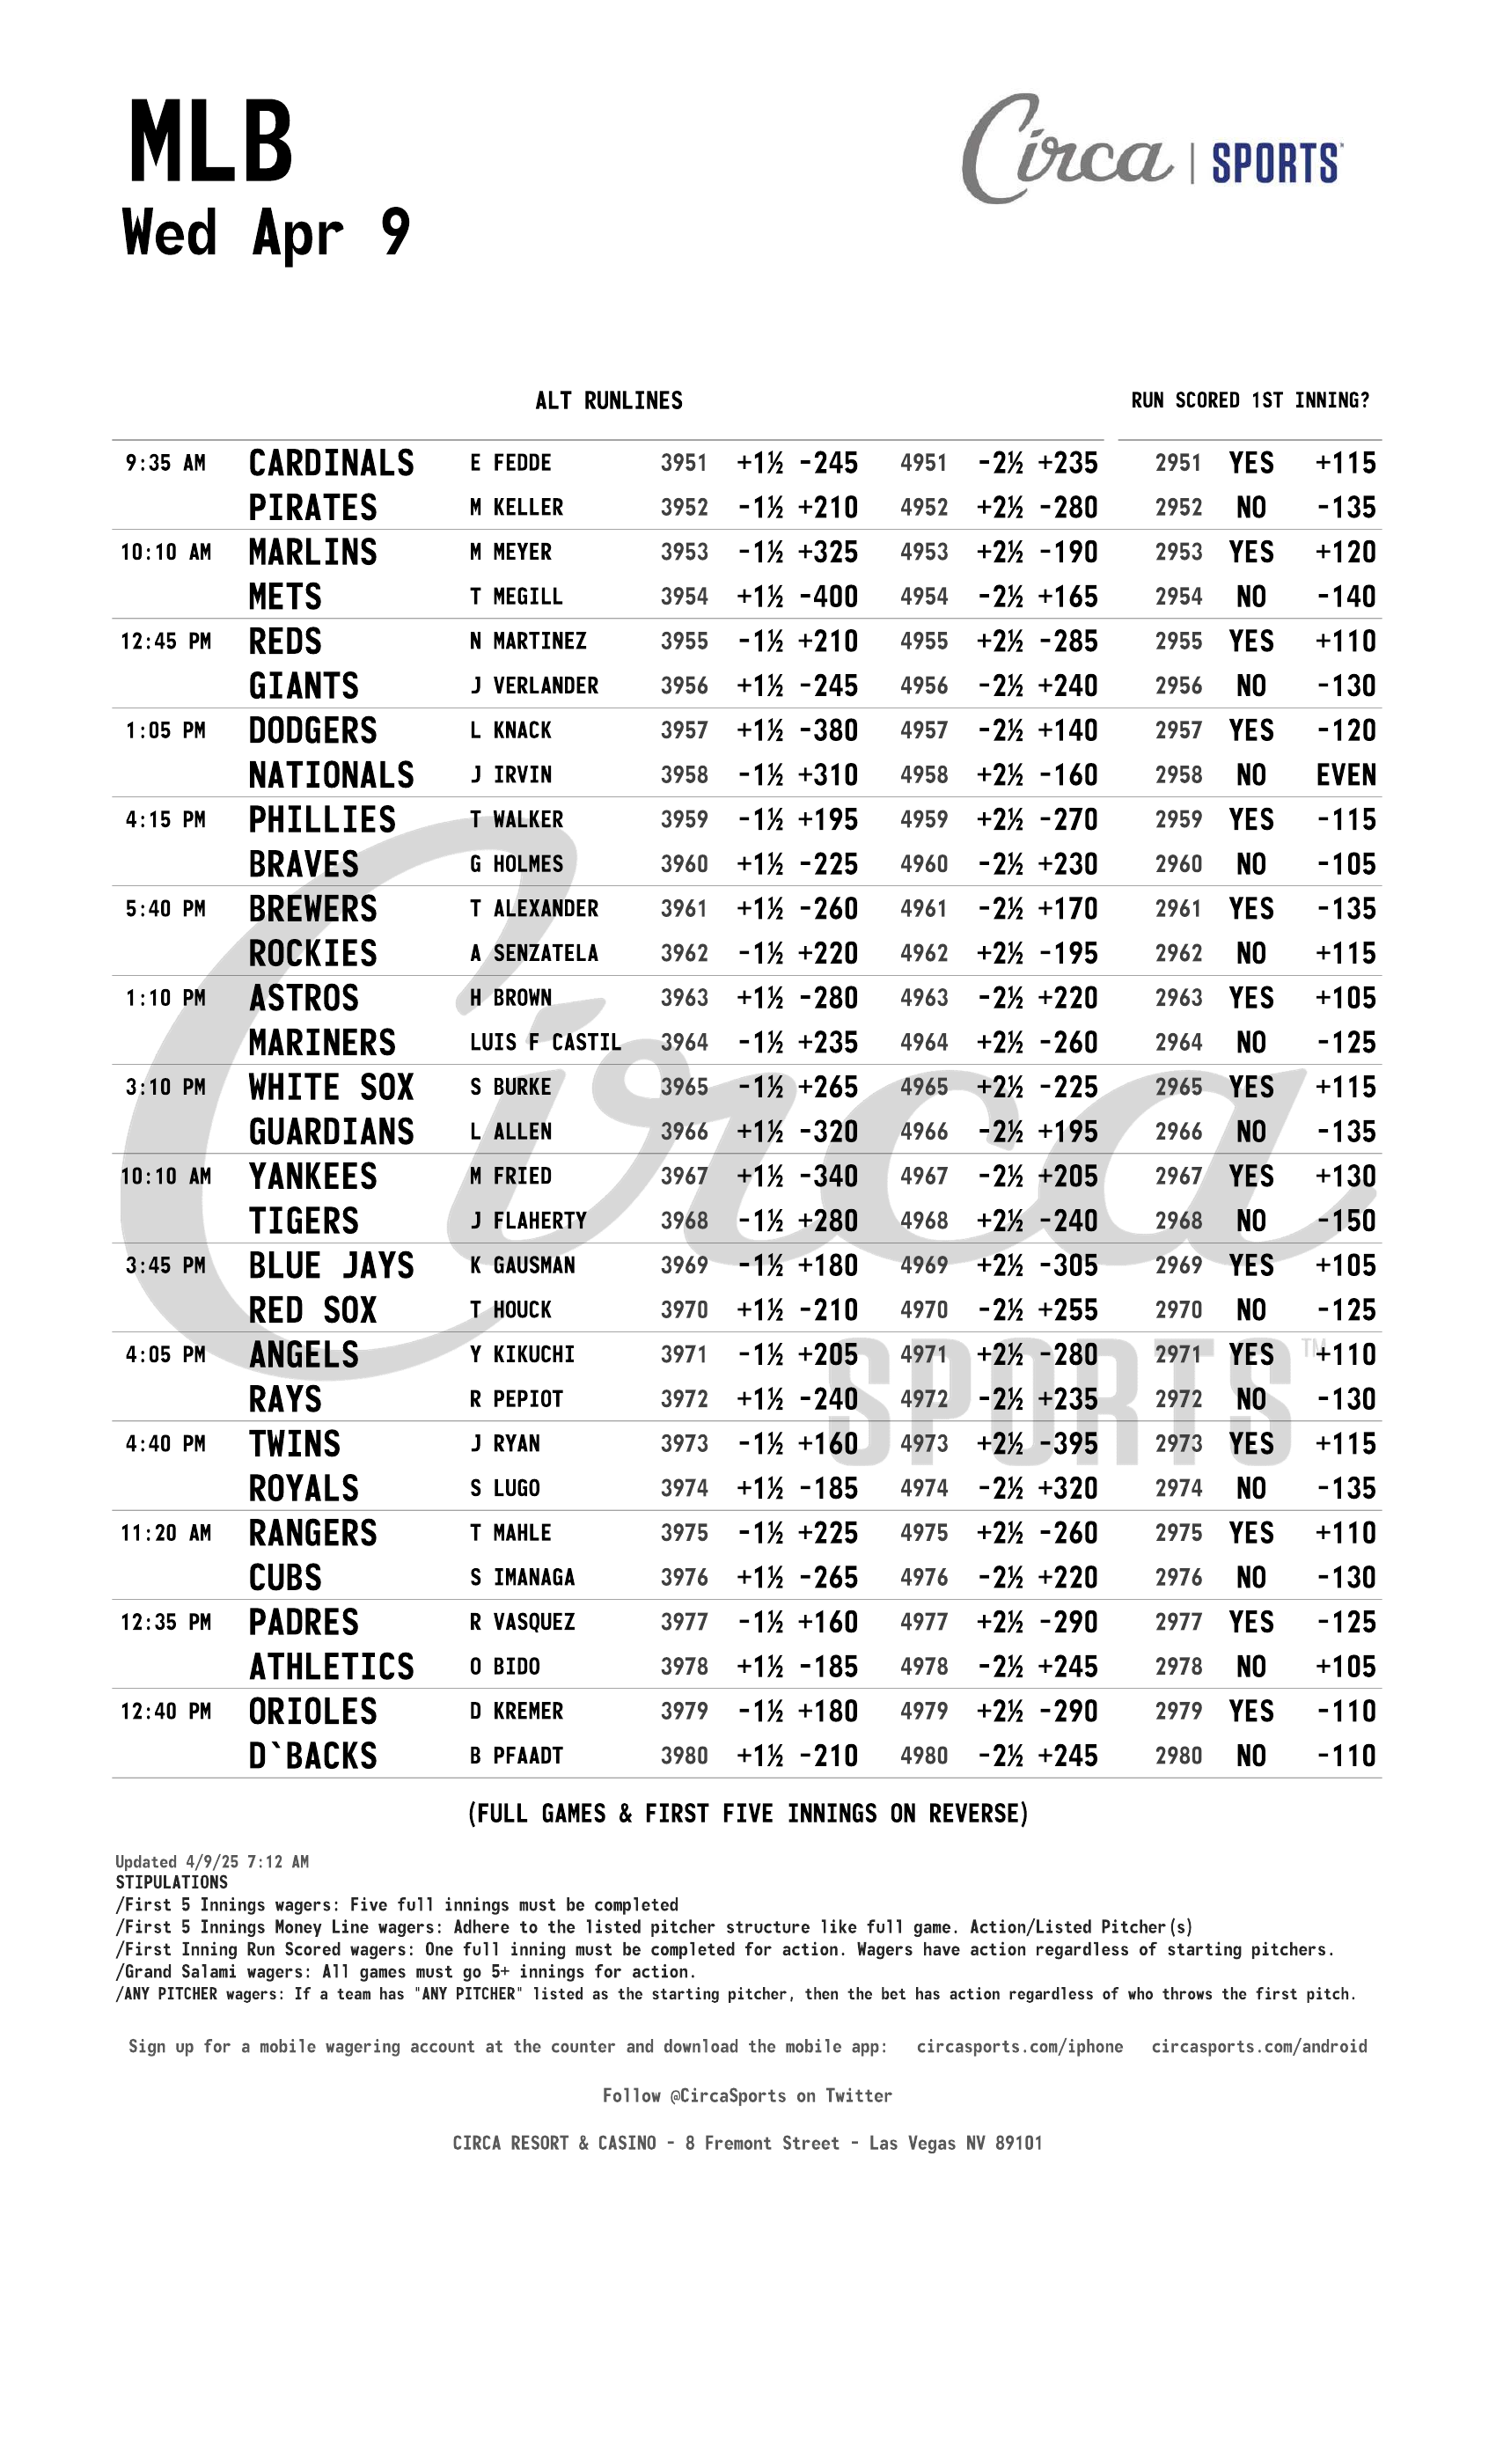 MLB
Wed Apr 9
Circa | SPORTS
ALT RUNLINES RUN SCORED 1ST INNING?
9:35 AM CARDINALS E FEDDE 3951 +1½ -245 4951 -2½ +235 2951 YES +115
PIRATES M KELLER 3952 -1½ +210 4952 +2½ -280 2952 NO -135
10:10 AM MARLINS M MEYER 3953 -1½ +325 4953 +2½ -190 2953 YES +120
METS T MEGILL 3954 +1½ -400 4954 -2½ +165 2954 NO -140
12:45 PM REDS N MARTINEZ 3955 -1½ +210 4955 +2½ -285 2955 YES +110
GIANTS J VERLANDER 3956 +1½ -245 4956 -2½ +240 2956 NO -130
1:05 PM DODGERS L KNACK 3957 +1½ -380 4957 -2½ +140 2957 YES -120
NATIONALS J IRVIN 3958 -1½ +310 4958 +2½ -160 2958 NO EVEN
4:15 PM PHILLIES T WALKER 3959 -1½ +195 4959 +2½ -270 2959 YES -115
BRAVES G HOLMES 3960 +1½ -225 4960 -2½ +230 2960 NO -105
5:40 PM BREWERS T ALEXANDER 3961 +1½ -260 4961 -2½ +170 2961 YES -135
ROCKIES A SENZATELA 3962 -1½ +220 4962 +2½ -195 2962 NO +115
1:10 PM ASTROS H BROWN 3963 +1½ -280 4963 -2½ +220 2963 YES +105
MARINERS LUIS F CASTIL 3964 -1½ +235 4964 +2½ -260 2964 NO -125
3:10 PM WHITE SOX S BURKE 3965 -1½ +265 4965 +2½ -225 2965 YES +115
GUARDIANS L ALLEN 3966 +1½ -320 4966 -2½ +195 2966 NO -135
10:10 AM YANKEES M FRIED 3967 +1½ -340 4967 -2½ +205 2967 YES +130
TIGERS J FLAHERTY 3968 -1½ +280 4968 +2½ -240 2968 NO -150
3:45 PM BLUE JAYS K GAUSMAN 3969 -1½ +180 4969 +2½ -305 2969 YES +105
RED SOX T HOUCK 3970 +1½ -210 4970 -2½ +255 2970 NO -125
4:05 PM ANGELS Y KIKUCHI 3971 -1½ +205 4971 +2½ -280 2971 YES +110
RAYS R PEPIOT 3972 +1½ -240 4972 -2½ +235 2972 NO -130
4:40 PM TWINS J RYAN 3973 -1½ +160 4973 +2½ -395 2973 YES +115
ROYALS S LUGO 3974 +1½ -185 4974 -2½ +320 2974 NO -135
11:20 AM RANGERS T MAHLE 3975 -1½ +225 4975 +2½ -260 2975 YES +110
CUBS S IMANAGA 3976 +1½ -265 4976 -2½ +220 2976 NO -130
12:35 PM PADRES R VASQUEZ 3977 -1½ +160 4977 +2½ -290 2977 YES -125
ATHLETICS O BIDO 3978 +1½ -185 4978 -2½ +245 2978 NO +105
12:40 PM ORIOLES D KREMER 3979 -1½ +180 4979 +2½ -290 2979 YES -110
D`BACKS B PFAADT 3980 +1½ -210 4980 -2½ +245 2980 NO -110
Circa
SPORTS™
(FULL GAMES & FIRST FIVE INNINGS ON REVERSE)
Updated 4/9/25 7:12 AM
STIPULATIONS
/First 5 Innings wagers: Five full innings must be completed
/First 5 Innings Money Line wagers: Adhere to the listed pitcher structure like full game. Action/Listed Pitcher(s)
/First Inning Run Scored wagers: One full inning must be completed for action. Wagers have action regardless of starting pitchers.
/Grand Salami wagers: All games must go 5+ innings for action.
/ANY PITCHER wagers: If a team has "ANY PITCHER" listed as the starting pitcher, then the bet has action regardless of who throws the first pitch.
Sign up for a mobile wagering account at the counter and download the mobile app: circasports.com/iphone circasports.com/android
Follow @CircaSports on Twitter
CIRCA RESORT & CASINO - 8 Fremont Street - Las Vegas NV 89101